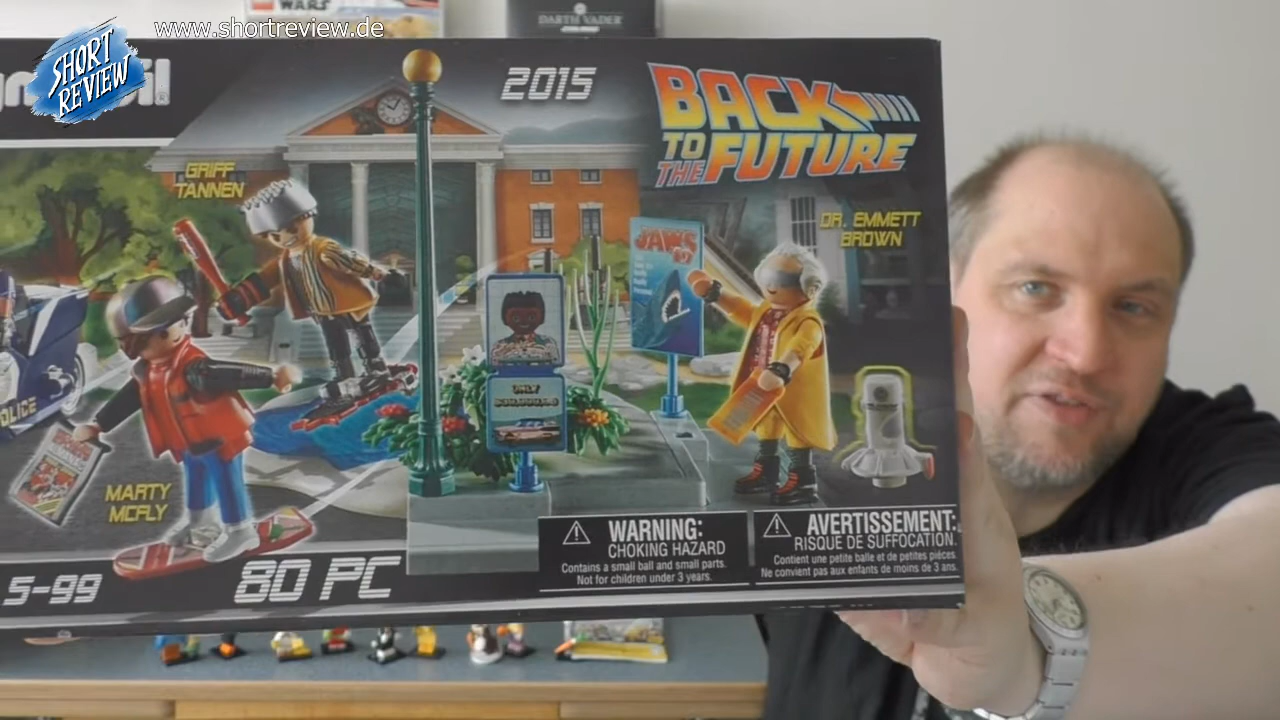 WARS
DARTH VADER
www.shortreview.de
SHORT
REVIEW
2015
BACK
TO
THE FUTURE
GRIFF
TANNEN
DR. EMMETT
BROWN
JAWS
POLICE
MARTY
MCFLY
5-99
80 PC
WARNING:
CHOKING HAZARD
Contains a small ball and small parts.
Not for children under 3 years.
AVERTISSEMENT:
RISQUE DE SUFFOCATION.
Contient une petite balle et de petites pièces.
Ne convient pas aux enfants de moins de 3 ans.